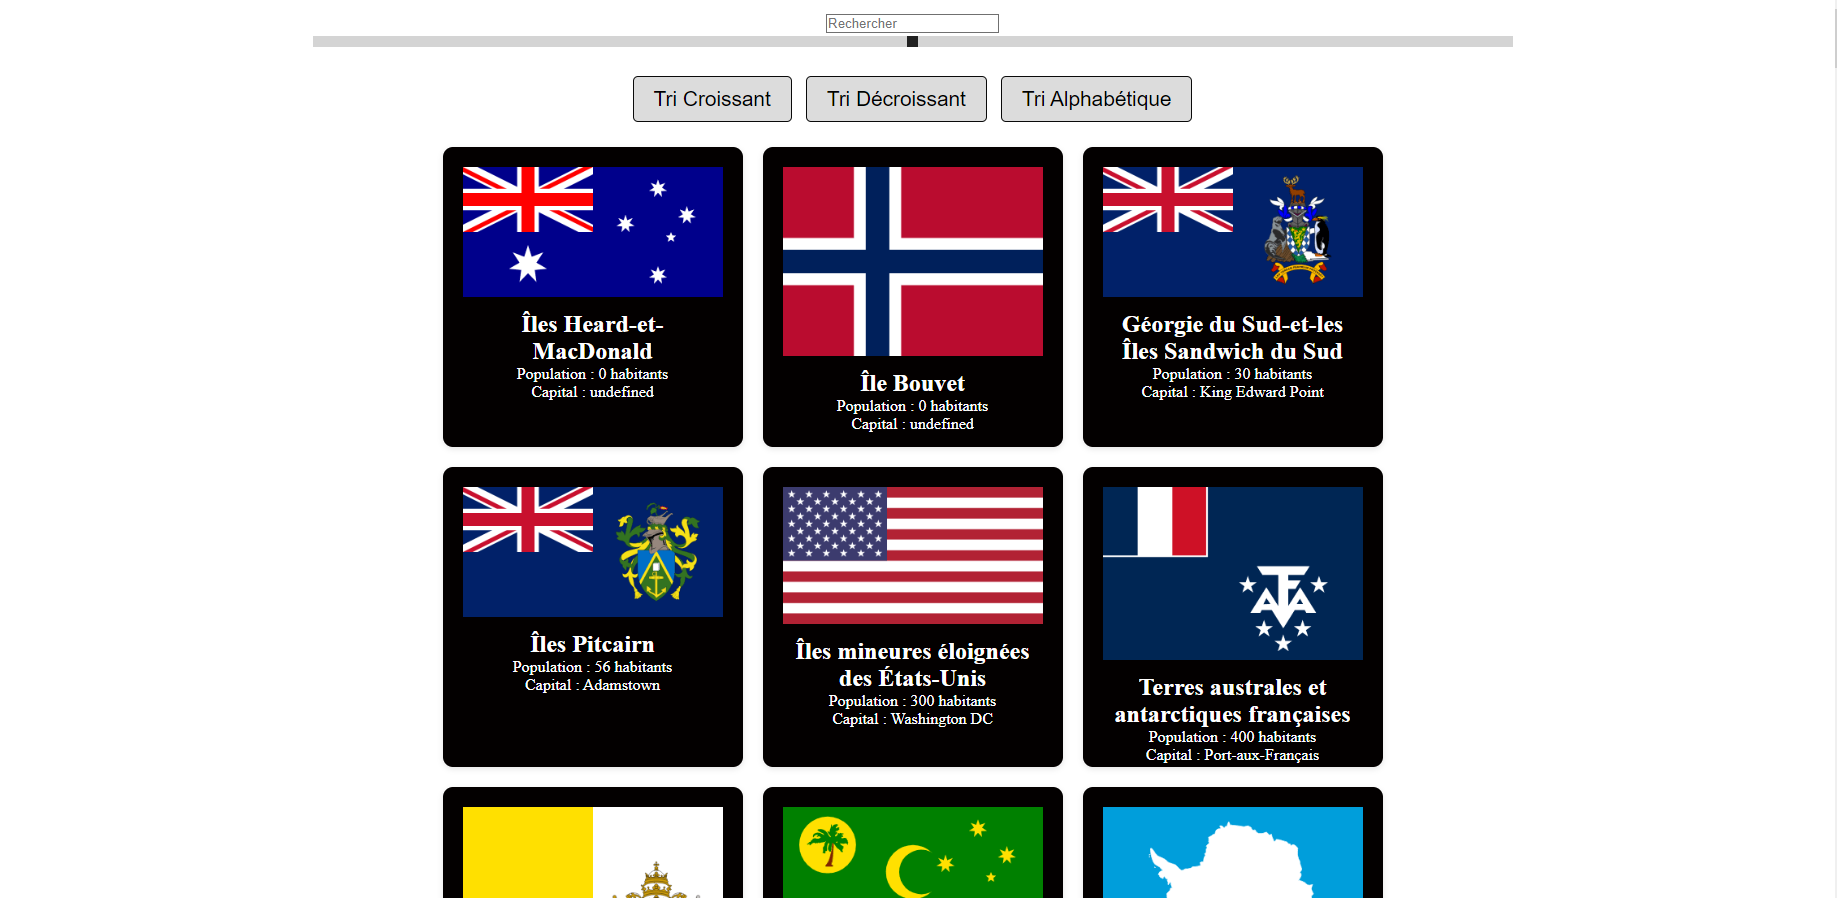 Rechercher
Tri Croissant
Tri Décroissant
Tri Alphabétique
Îles Heard-et-
MacDonald
Population : 0 habitants
Capital : undefined
Île Bouvet
Population : 0 habitants
Capital : undefined
Géorgie du Sud-et-les
Îles Sandwich du Sud
Population : 30 habitants
Capital : King Edward Point
Îles Pitcairn
Population : 56 habitants
Capital : Adamstown
Îles mineures éloignées
des États-Unis
Population : 300 habitants
Capital : Washington DC
TAFA
Terres australes et
antarctiques françaises
Population : 400 habitants
Capital : Port-aux-Français